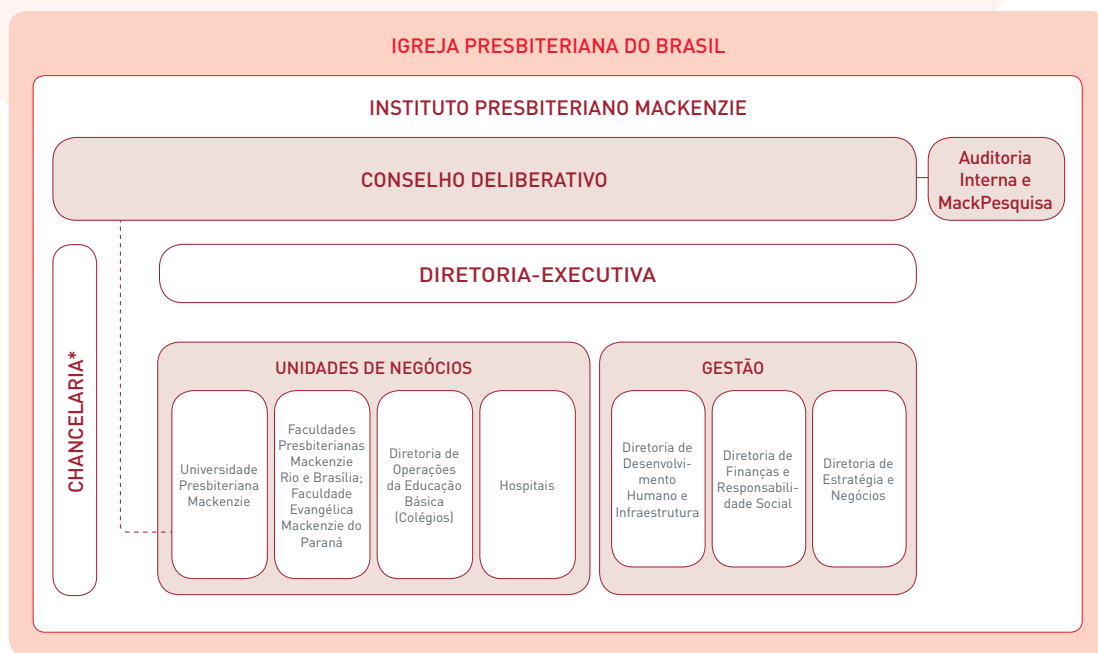 IGREJA PRESBITERIANA DO BRASIL
INSTITUTO PRESBITERIANO MACKENZIE
CONSELHO DELIBERATIVO
Auditoria
Interna e
MackPesquisa
CHANCELARIA*
DIRETORIA-EXECUTIVA
UNIDADES DE NEGÓCIOS
Universidade
Presbiteriana
Mackenzie
Faculdades
Presbiterianas
Mackenzie
Rio e Brasília;
Faculdade
Evangélica
Mackenzie do
Paraná
Diretoria de
Operações
da Educação
Básica
(Colégios)
Hospitais
GESTÃO
Diretoria de
Desenvolvi-
mento
Humano e
Infraestrutura
Diretoria de
Finanças e
Responsabili-
dade Social
Diretoria de
Estratégia e
Negócios